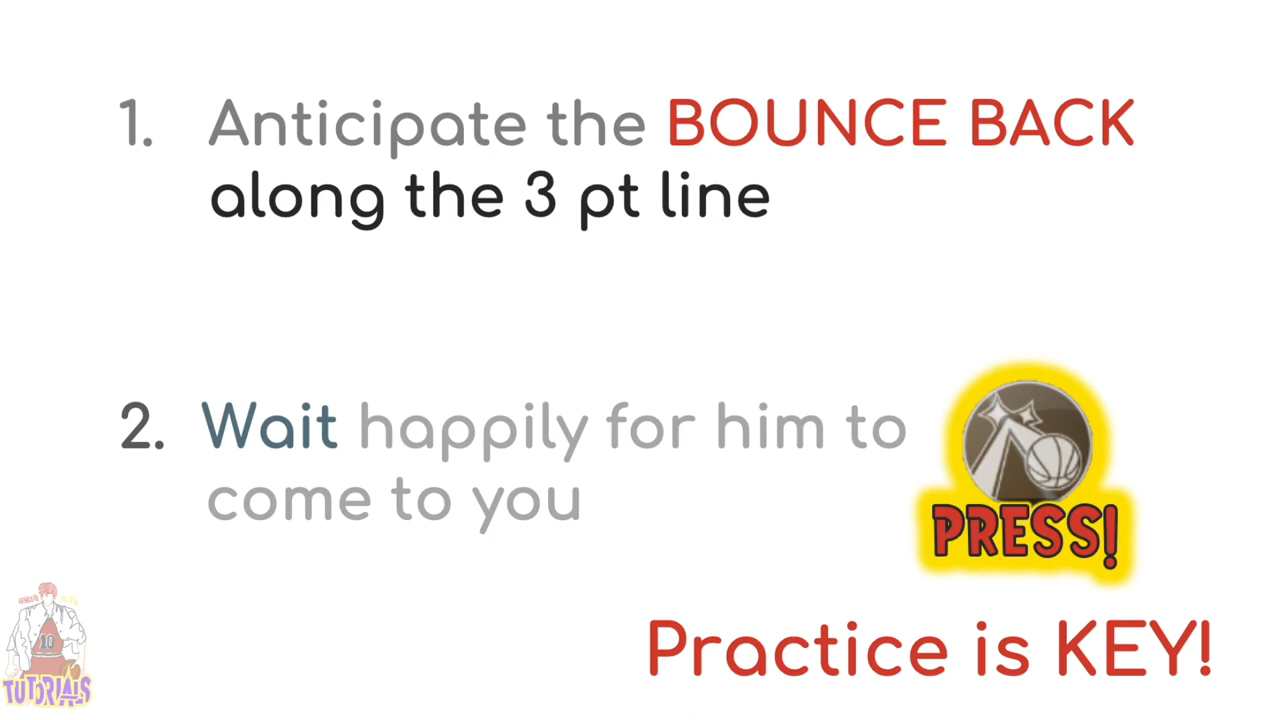 1. Anticipate the BOUNCE BACK
along the 3 pt line
2. Wait happily for him to
come to you
PRESS!
10
TUTORIALS
Practice is KEY!